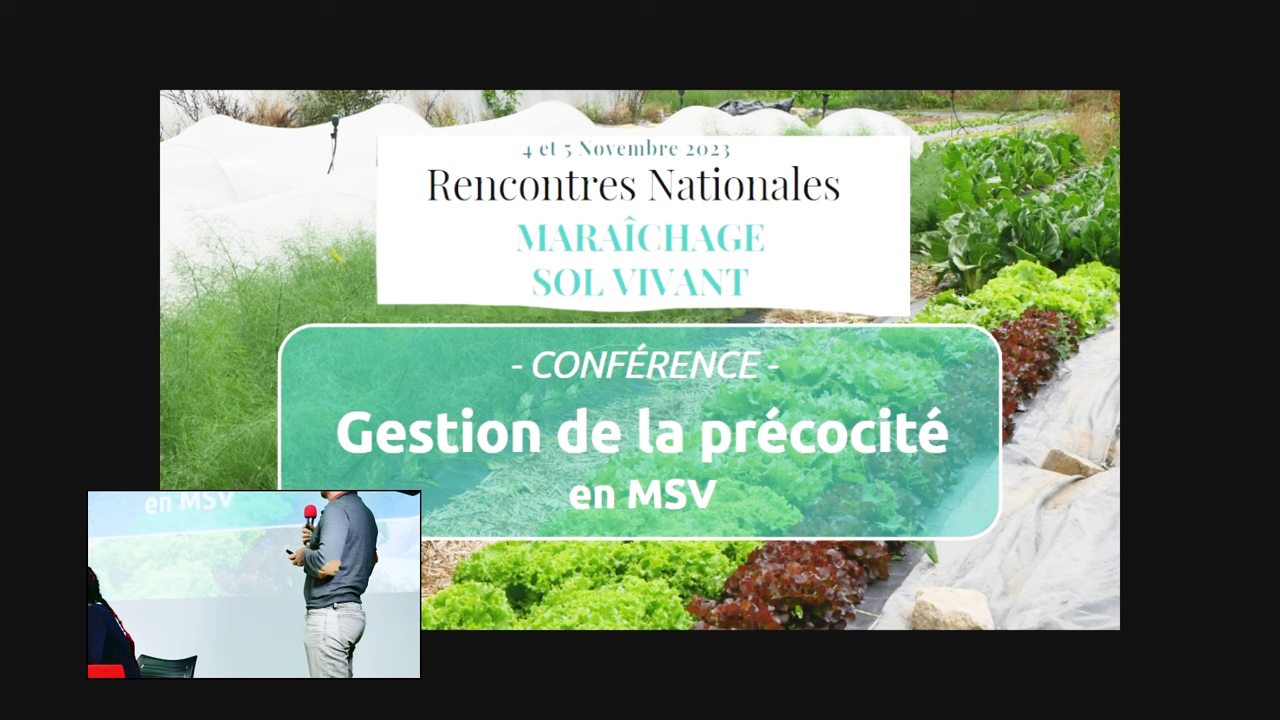 4 et 5 Novembre 2023
Rencontres Nationales
MARAÎCHAGE
SOL VIVANT
- CONFÉRENCE -
Gestion de la précocité
en MSV
en MSV